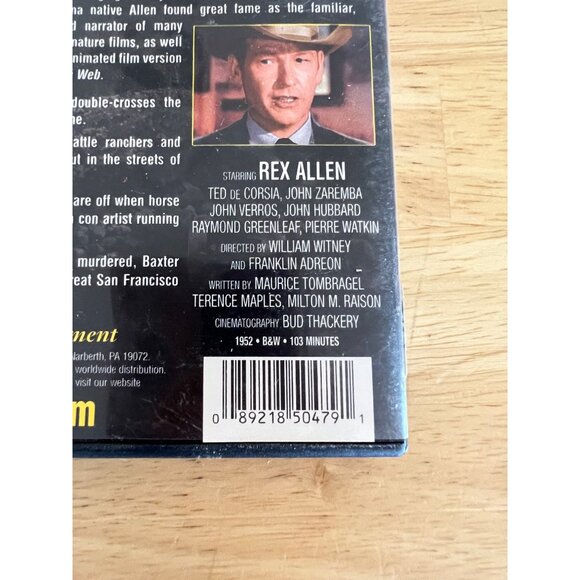 na native Allen found great fame as the familiar,
d narrator of many
nature films, as well
nimated film version
Web.
double-crosses the
ne.
attle ranchers and
out in the streets of
are off when horse
con artist running
murdered, Baxter
reat San Francisco
ment
Narberth, PA 19072.
worldwide distribution.
visit our website
m
STARRING REX ALLEN
TED DE CORSIA, JOHN ZAREMBA
JOHN VERROS, JOHN HUBBARD
RAYMOND GREENLEAF, PIERRE WATKIN
DIRECTED BY WILLIAM WITNEY
AND FRANKLIN ADREON
WRITTEN BY MAURICE TOMBRAGEL
TERENCE MAPLES, MILTON M. RAISON
CINEMATOGRAPHY BUD THACKERY
1952 • B&W • 103 MINUTES
0 89218 50479 1